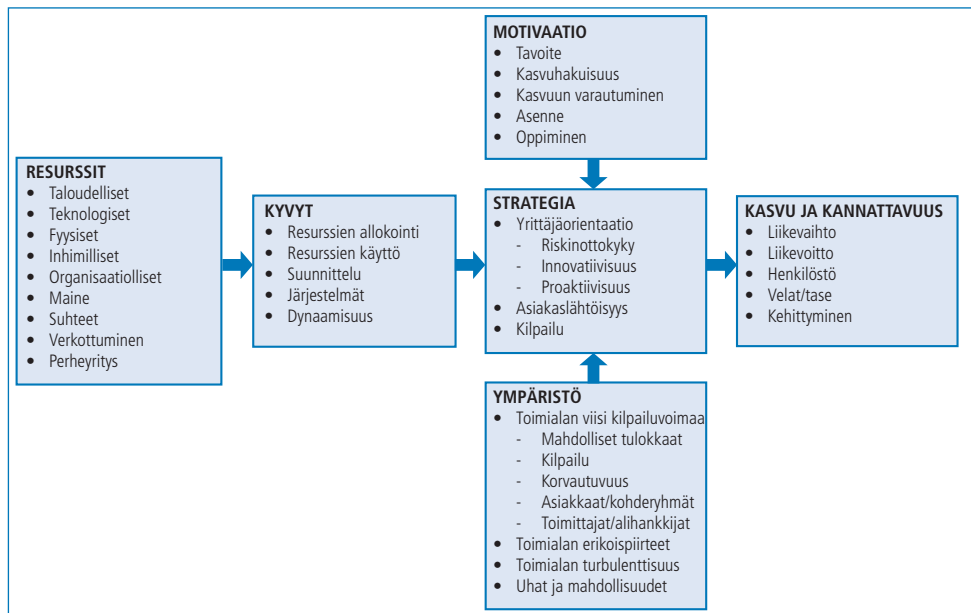 MOTIVAATIO
• Tavoite
• Kasvuhakuisuus
• Kasvuun varautuminen
• Asenne
• Oppiminen
RESURSSIT
• Taloudelliset
• Teknologiset
• Fyysiset
• Inhimilliset
• Organisaatiolliset
• Maine
• Suhteet
• Verkottuminen
• Perheyritys
KYVYT
• Resurssien allokointi
• Resurssien käyttö
• Suunnittelu
• Järjestelmät
• Dynaamisuus
STRATEGIA
• Yrittäjäorientaatio
- Riskinottokyky
- Innovatiivisuus
- Proaktiivisuus
• Asiakaslähtöisyys
• Kilpailu
KASVU JA KANNATTAVUUS
• Liikevaihto
• Liikevoitto
• Henkilöstö
• Velat/tase
• Kehittyminen
YMPÄRISTÖ
• Toimialan viisi kilpailuvoimaa
- Mahdolliset tulokkaat
- Kilpailu
- Korvautuvuus
- Asiakkaat/kohderyhmät
- Toimittajat/alihankkijat
• Toimialan erikoispiirteet
• Toimialan turbulenttisuus
• Uhat ja mahdollisuudet